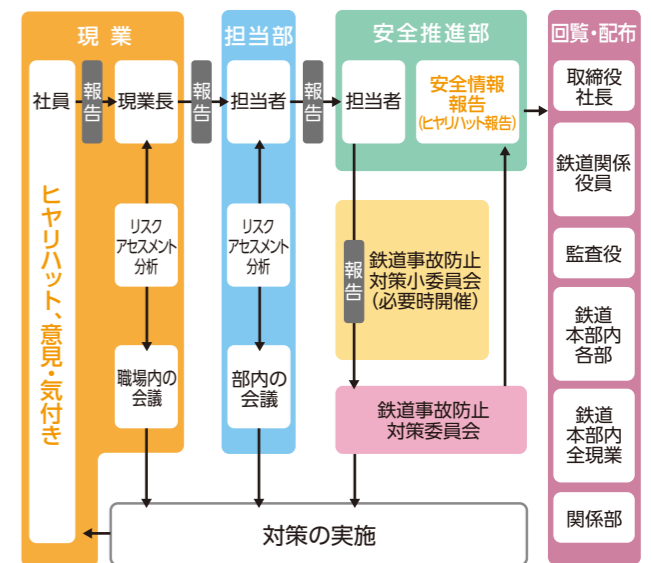 現業
社員
ヒヤリハット、意見・気付き
報告
現業長
リスク
アセスメント
分析
職場内の
会議
報告
担当部
担当者
リスク
アセスメント
分析
部内の
会議
報告
安全推進部
担当者
安全情報
報告
(ヒヤリハット報告)
報告
鉄道事故防止
対策小委員会
(必要時開催)
鉄道事故防止
対策委員会
対策の実施
回覧・配布
取締役
社長
鉄道関係
役員
監査役
鉄道
本部内
各部
鉄道
本部内
全現業
関係部